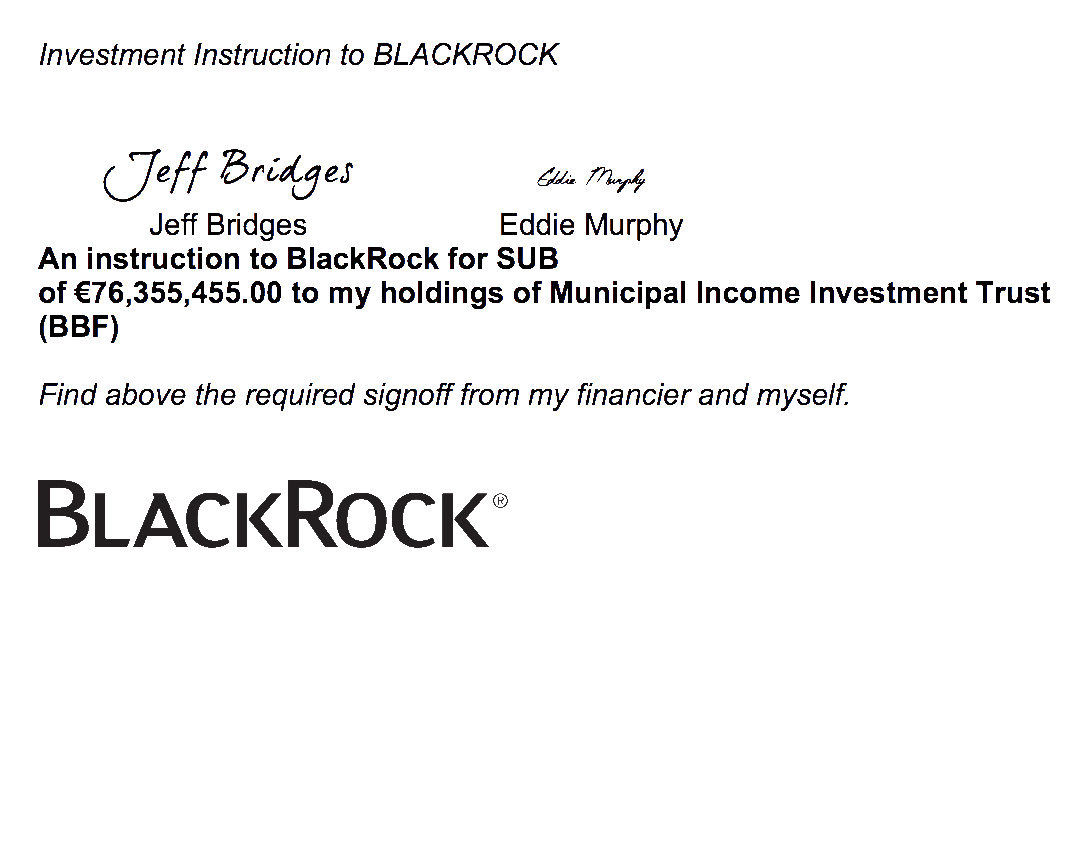 Investment Instruction to BLACKROCK
Jeff Bridges Eddie Murphy
Jeff Bridges Eddie Murphy
An instruction to BlackRock for SUB
of €76,355,455.00 to my holdings of Municipal Income Investment Trust
(BBF)
Find above the required signoff from my financier and myself.
BLACKROCK®